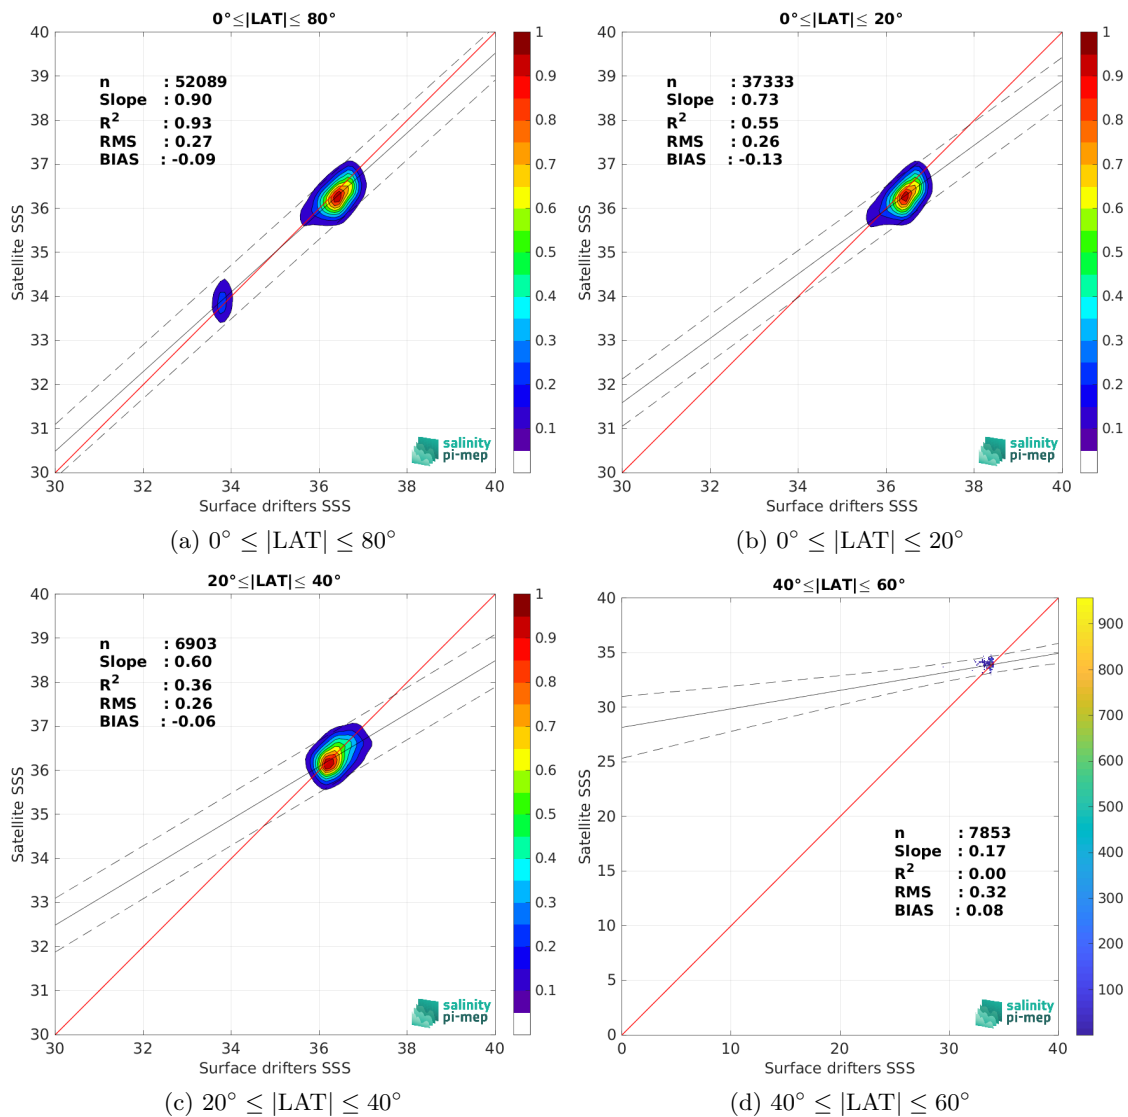 0°≤|LAT|≤ 80°
n : 52089
Slope : 0.90
R² : 0.93
RMS : 0.27
BIAS : -0.09
40
39
38
37
36
35
34
33
32
31
30
30 32 34 36 38 40
Satellite SSS
Surface drifters SSS
1
0.9
0.8
0.7
0.6
0.5
0.4
0.3
0.2
0.1
salinity
pi-mep
(a) 0° ≤ |LAT| ≤ 80°
0°≤|LAT|≤ 20°
n : 37333
Slope : 0.73
R² : 0.55
RMS : 0.26
BIAS : -0.13
40
39
38
37
36
35
34
33
32
31
30
30 32 34 36 38 40
Satellite SSS
Surface drifters SSS
1
0.9
0.8
0.7
0.6
0.5
0.4
0.3
0.2
0.1
salinity
pi-mep
(b) 0° ≤ |LAT| ≤ 20°
20°≤|LAT|≤ 40°
n : 6903
Slope : 0.60
R² : 0.36
RMS : 0.26
BIAS : -0.06
40
39
38
37
36
35
34
33
32
31
30
30 32 34 36 38 40
Satellite SSS
Surface drifters SSS
1
0.9
0.8
0.7
0.6
0.5
0.4
0.3
0.2
0.1
salinity
pi-mep
(c) 20° ≤ |LAT| ≤ 40°
40°≤|LAT|≤ 60°
40
35
30
25
20
15
10
5
0
0 10 20 30 40
Satellite SSS
Surface drifters SSS
n : 7853
Slope : 0.17
R² : 0.00
RMS : 0.32
BIAS : 0.08
900
800
700
600
500
400
300
200
100
salinity
pi-mep
(d) 40° ≤ |LAT| ≤ 60°